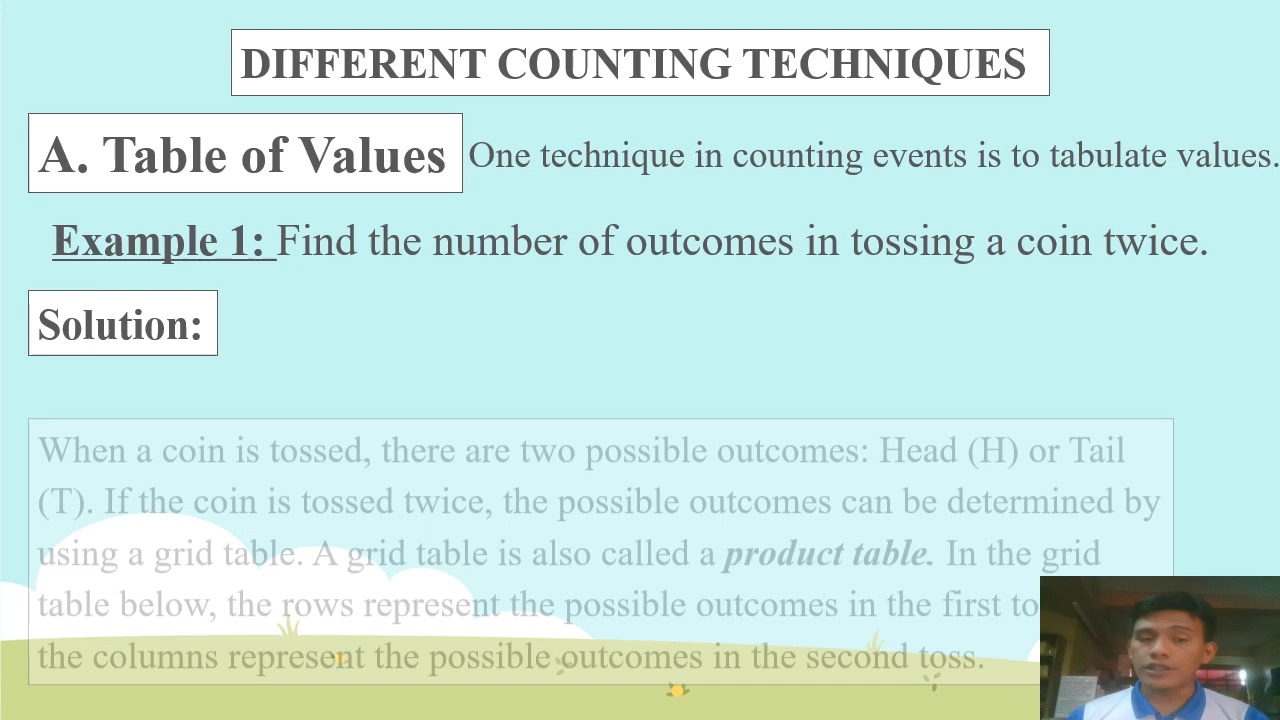 DIFFERENT COUNTING TECHNIQUES
A. Table of Values One technique in counting events is to tabulate values.
Example 1: Find the number of outcomes in tossing a coin twice.
Solution:
When a coin is tossed, there are two possible outcomes: Head (H) or Tail
(T). If the coin is tossed twice, the possible outcomes can be determined by
using a grid table. A grid table is also called a product table. In the grid
table below, the rows represent the possible outcomes in the first
the columns represent the possible outcomes in the second toss.